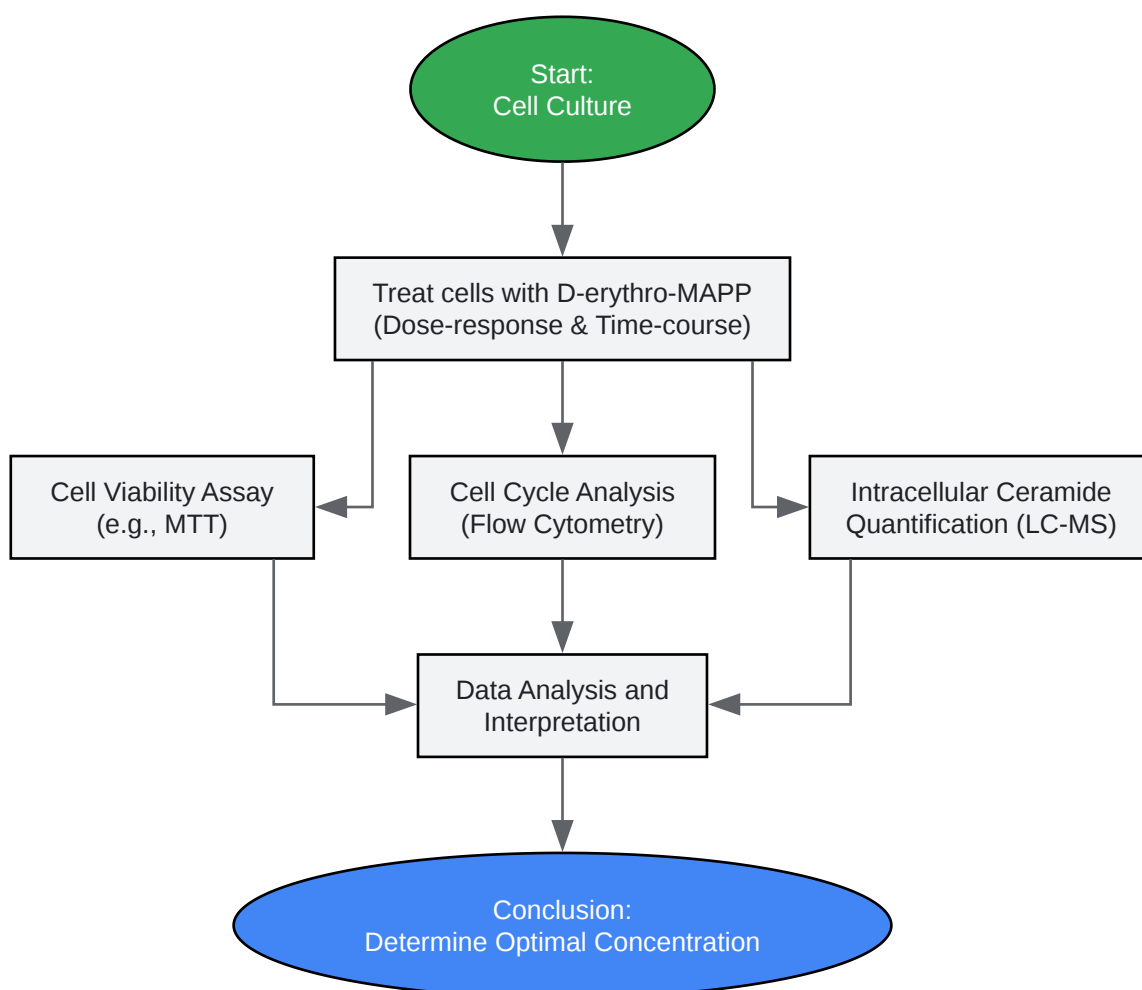 Start:
Cell Culture
Treat cells with D-erythro-MAPP
(Dose-response & Time-course)
Cell Viability Assay
(e.g., MTT)
Cell Cycle Analysis
(Flow Cytometry)
Intracellular Ceramide
Quantification (LC-MS)
Data Analysis and
Interpretation
Conclusion:
Determine Optimal Concentration